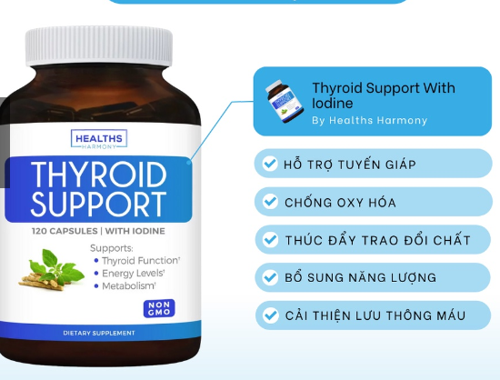 HEALTHS
HARMONY
THYROID
SUPPORT
120 CAPSULES | WITH IODINE
Supports:
• Thyroid Function
• Energy Levels
• Metabolism
NON
GMO
DIETARY SUPPLEMENT
Thyroid Support With
Iodine
By Healths Harmony
HỖ TRỢ TUYẾN GIÁP
CHỐNG OXY HÓA
THÚC ĐẨY TRAO ĐỔI CHẤT
BỔ SUNG NĂNG LƯỢNG
CẢI THIỆN LƯU THÔNG MÁU